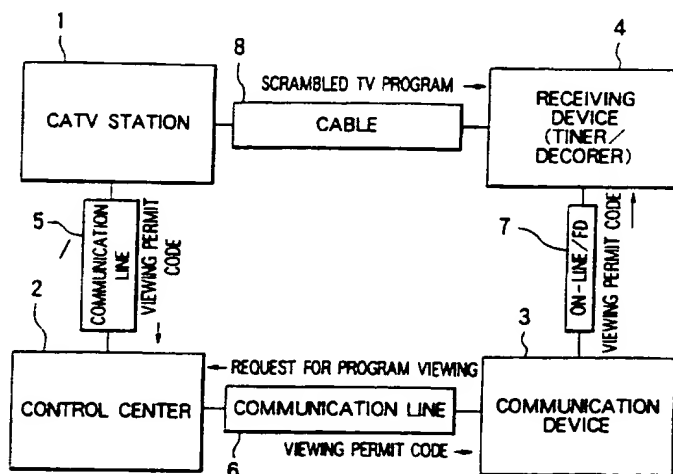 1
8
4
SCRAMBLED TV PROGRAM →
CATV STATION
CABLE
RECEIVING
DEVICE
(TINER/
DECORER)
5
COMMUNICATION
LINE
VIEWING PERMIT
CODE
→
7
ON-LINE/FD
VIEWING PERMIT CODE
→
2
3
← REQUEST FOR PROGRAM VIEWING
CONTROL CENTER
COMMUNICATION LINE
COMMUNICATION
DEVICE
6
VIEWING PERMIT CODE →